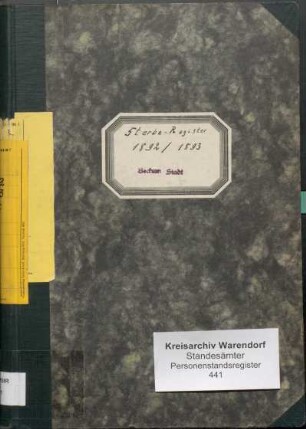 Sterbe-Register
1892/1893
Beckum Stadt
Kreisarchiv Warendorf
Standesämter
Personenstandsregister
441